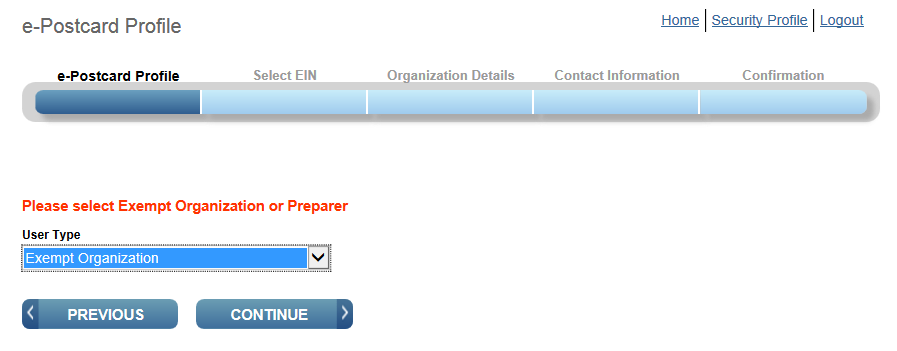 e-Postcard Profile
Home | Security Profile | Logout
e-Postcard Profile Select EIN Organization Details Contact Information Confirmation
Please select Exempt Organization or Preparer
User Type
Exempt Organization
PREVIOUS CONTINUE